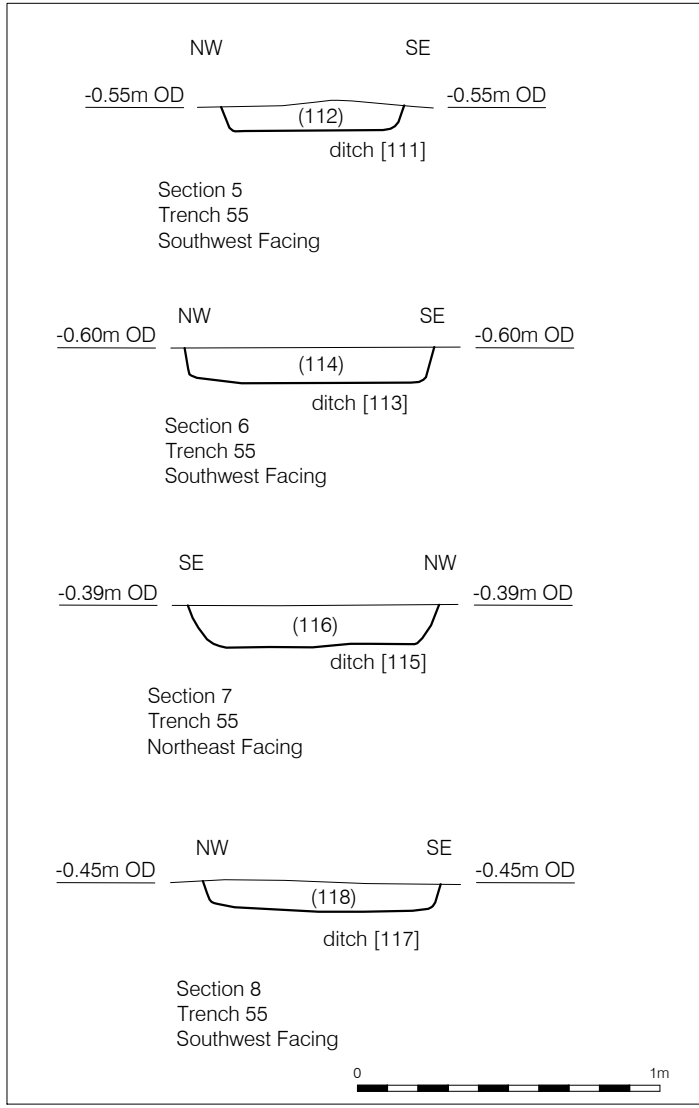 NW SE
-0.55m OD -0.55m OD
(112)
ditch [111]
Section 5
Trench 55
Southwest Facing
NW SE
-0.60m OD -0.60m OD
(114)
ditch [113]
Section 6
Trench 55
Southwest Facing
SE NW
-0.39m OD -0.39m OD
(116)
ditch [115]
Section 7
Trench 55
Northeast Facing
NW SE
-0.45m OD -0.45m OD
(118)
ditch [117]
Section 8
Trench 55
Southwest Facing
0 1m